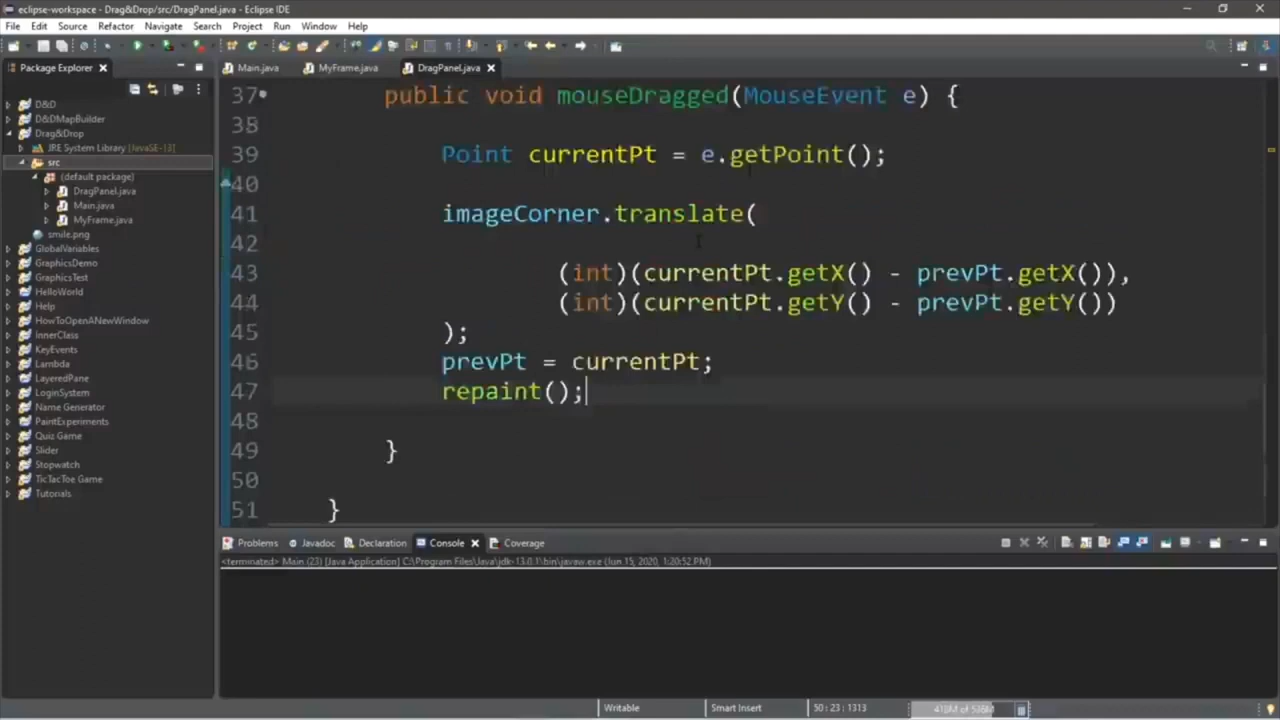 eclipse-workspace - Drag&Drop/src/DragPanel.java - Eclipse IDE
File Edit Source Refactor Navigate Search Project Run Window Help
Package Explorer
Main.java MyFrame.java DragPanel.java
D&D
D&DMapBuilder
Drag&Drop
JRE System Library [JavaSE-13]
src
(default package)
DragPanel.java
Main.java
MyFrame.java
smile.png
GlobalVariables
GraphicsDemo
GraphicsTest
HelloWorld
Help
HowToOpenANewWindow
InnerClass
KeyEvents
Lambda
LayeredPane
LoginSystem
Name Generator
PaintExperiments
Quiz Game
Slider
Stopwatch
TicTacToe Game
Tutorials
37 public void mouseDragged(MouseEvent e) {
38
39 Point currentPt = e.getPoint();
40
41 imageCorner.translate(
42
43 (int)(currentPt.getX() - prevPt.getX()),
44 (int)(currentPt.getY() - prevPt.getY())
45 );
46 prevPt = currentPt;
47 repaint();
48
49 }
50
51 }
Problems Javadoc Declaration Console Coverage
<terminated> Main (23) [Java Application] C:\Program Files\Java\jdk-13.0.1\bin\javaw.exe (Jun 15, 2020, 1:20:52 PM)
Writable Smart Insert 50 : 23 : 1313